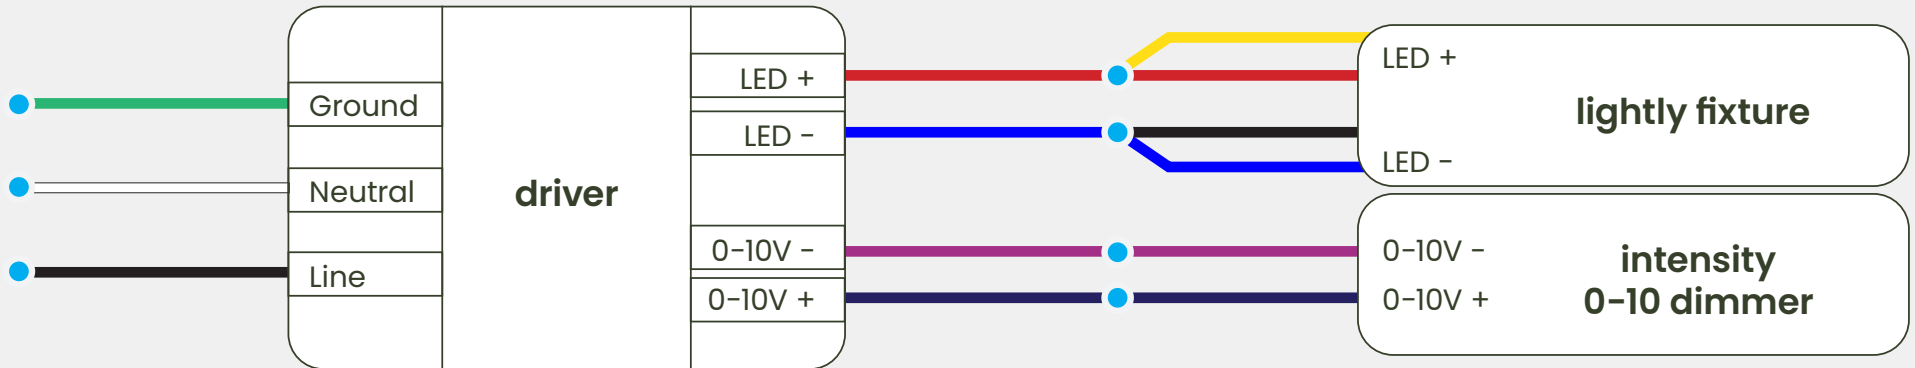 Ground
Neutral
Line
driver
LED +
LED -
0-10V -
0-10V +
LED +
LED -
lightly fixture
0-10V -
0-10V +
intensity
0-10 dimmer